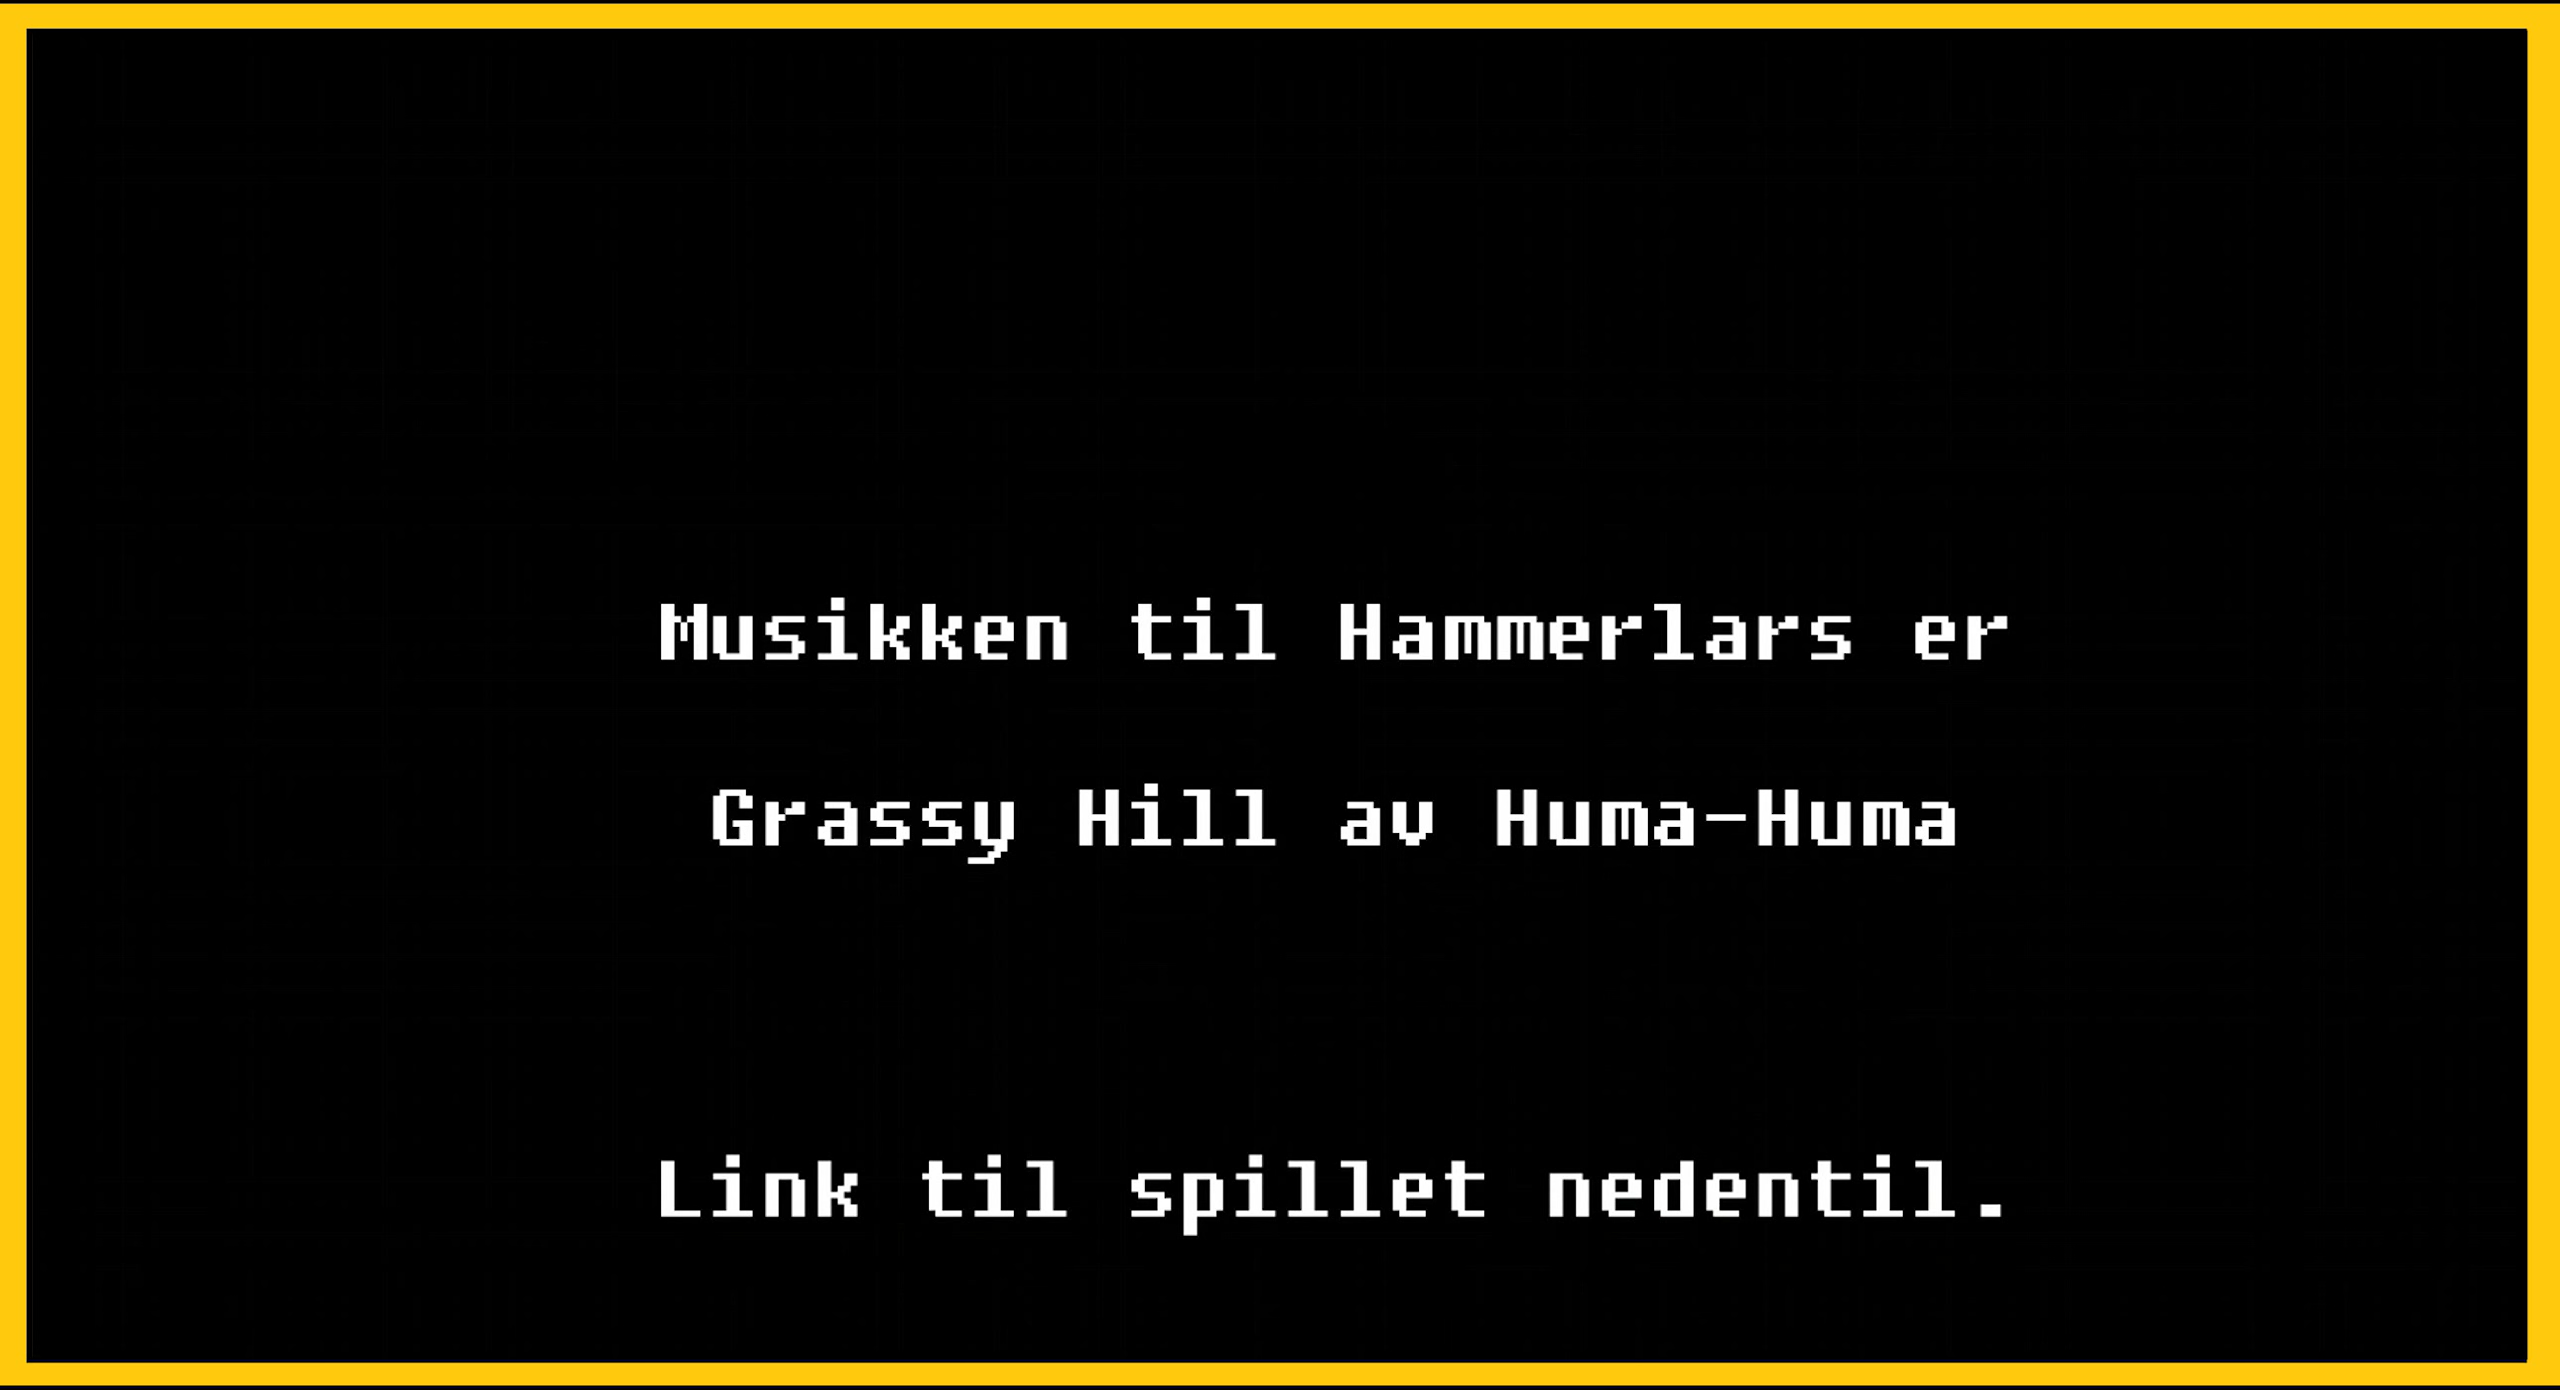 Musikken til Hammerlars er
Grassy Hill av Huma-Huma
Link til spillet nedentil.